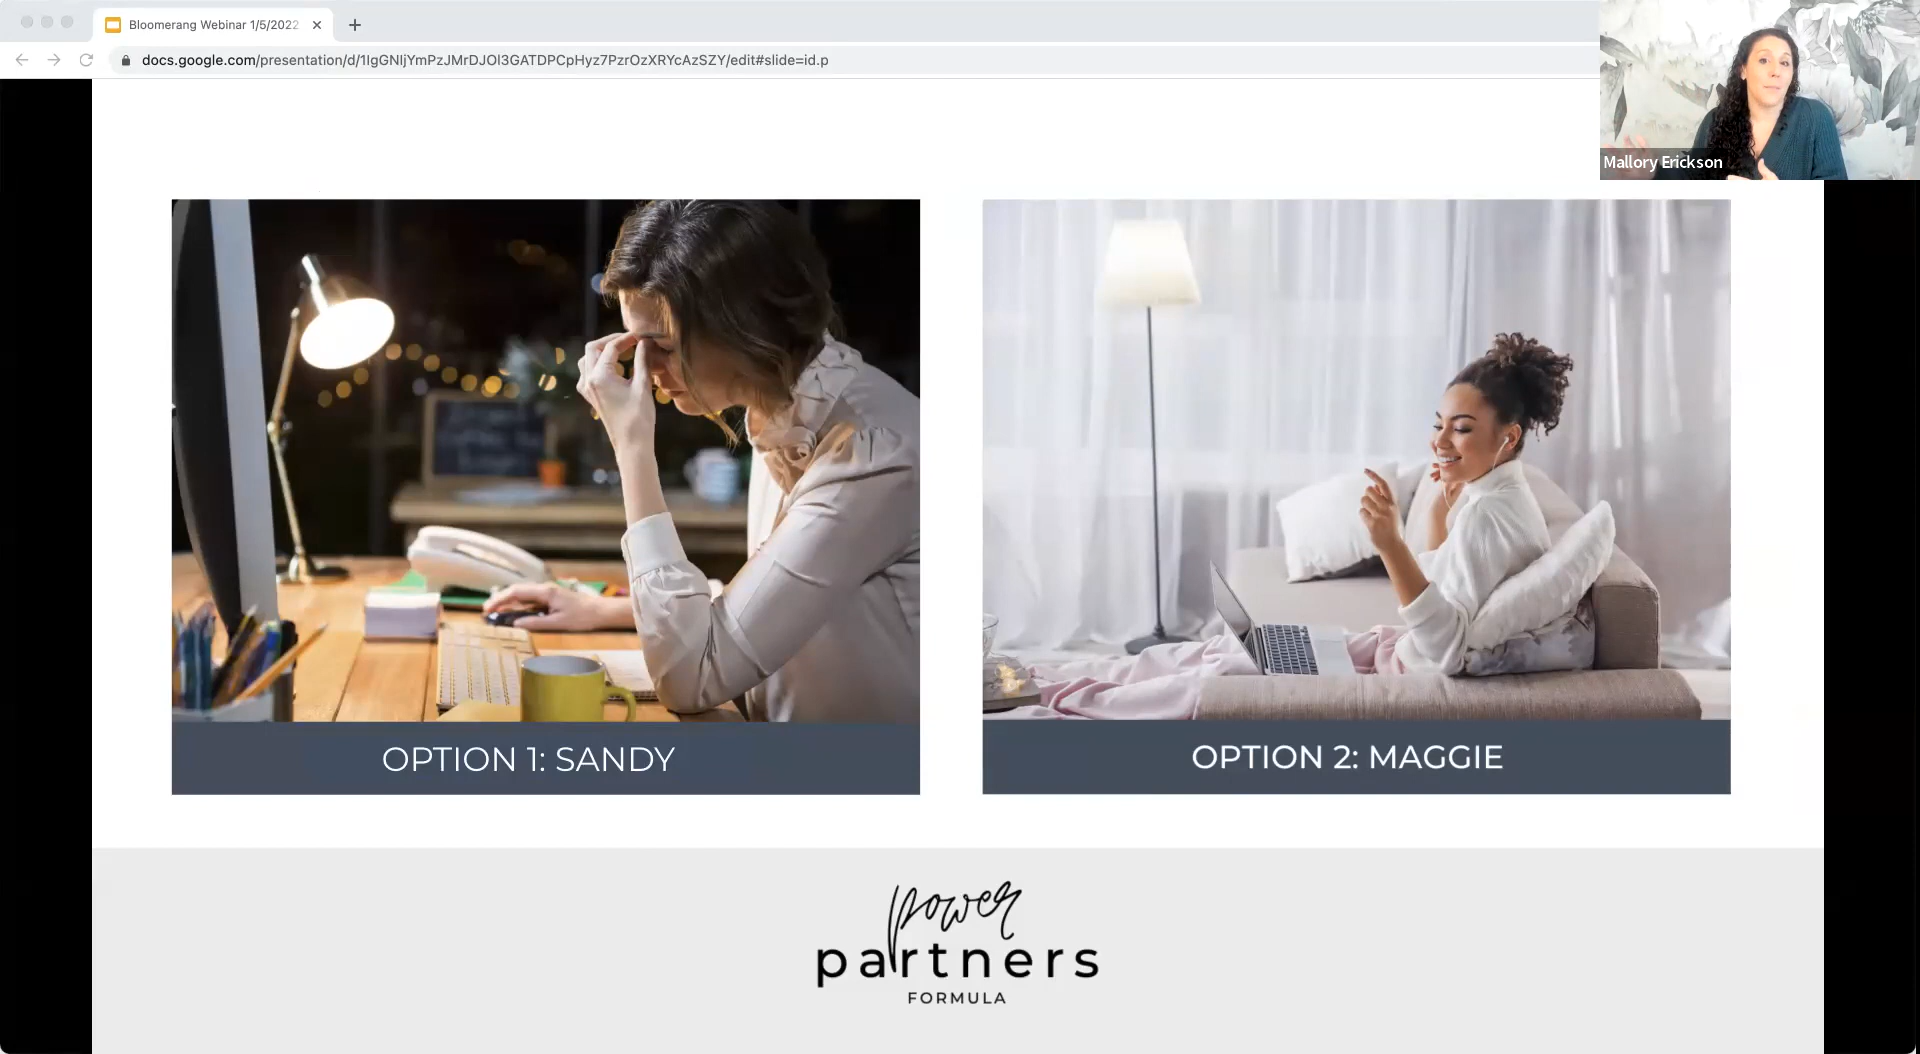 Bloomerang Webinar 1/5/2022
docs.google.com/presentation/d/1IgGNljYmPzJMrDJOl3GATDPCpHyz7PzrOzXRYcAzSZY/edit#slide=id.p
Mallory Erickson
OPTION 1: SANDY
OPTION 2: MAGGIE
power
partners
FORMULA